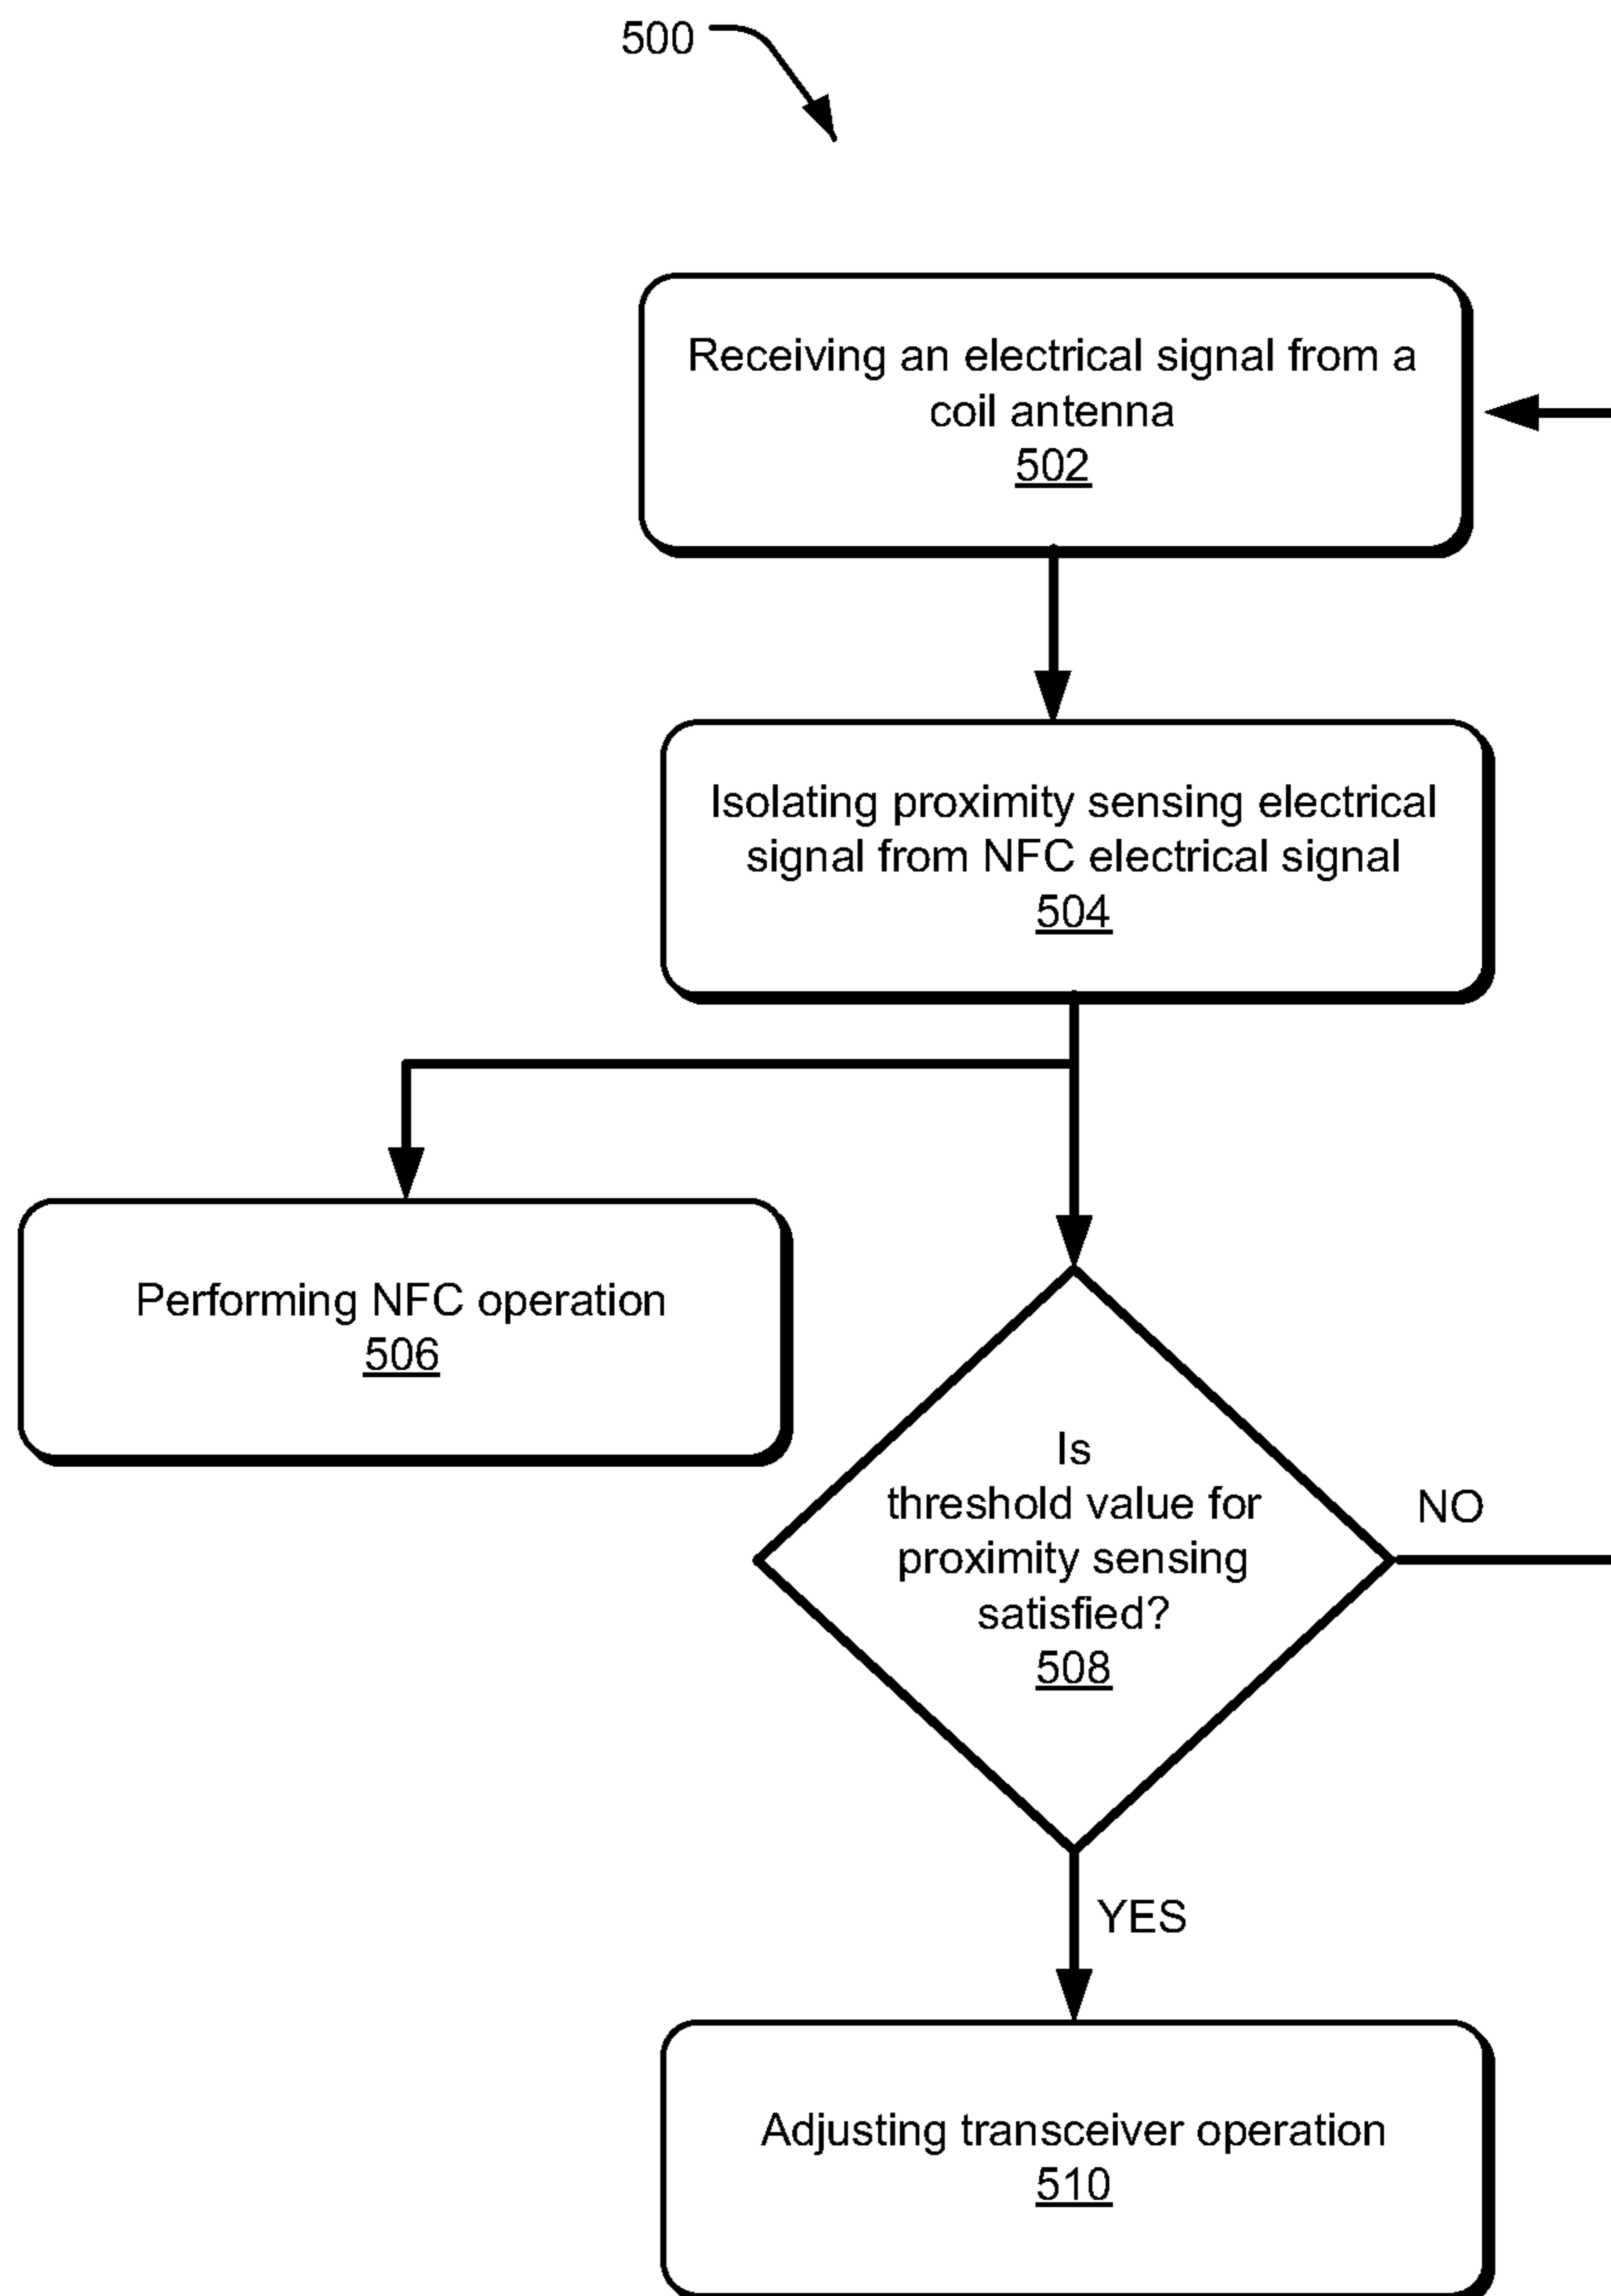 500
Receiving an electrical signal from a
coil antenna
502
Isolating proximity sensing electrical
signal from NFC electrical signal
504
Performing NFC operation
506
Is
threshold value for
proximity sensing
satisfied?
508
NO
YES
Adjusting transceiver operation
510